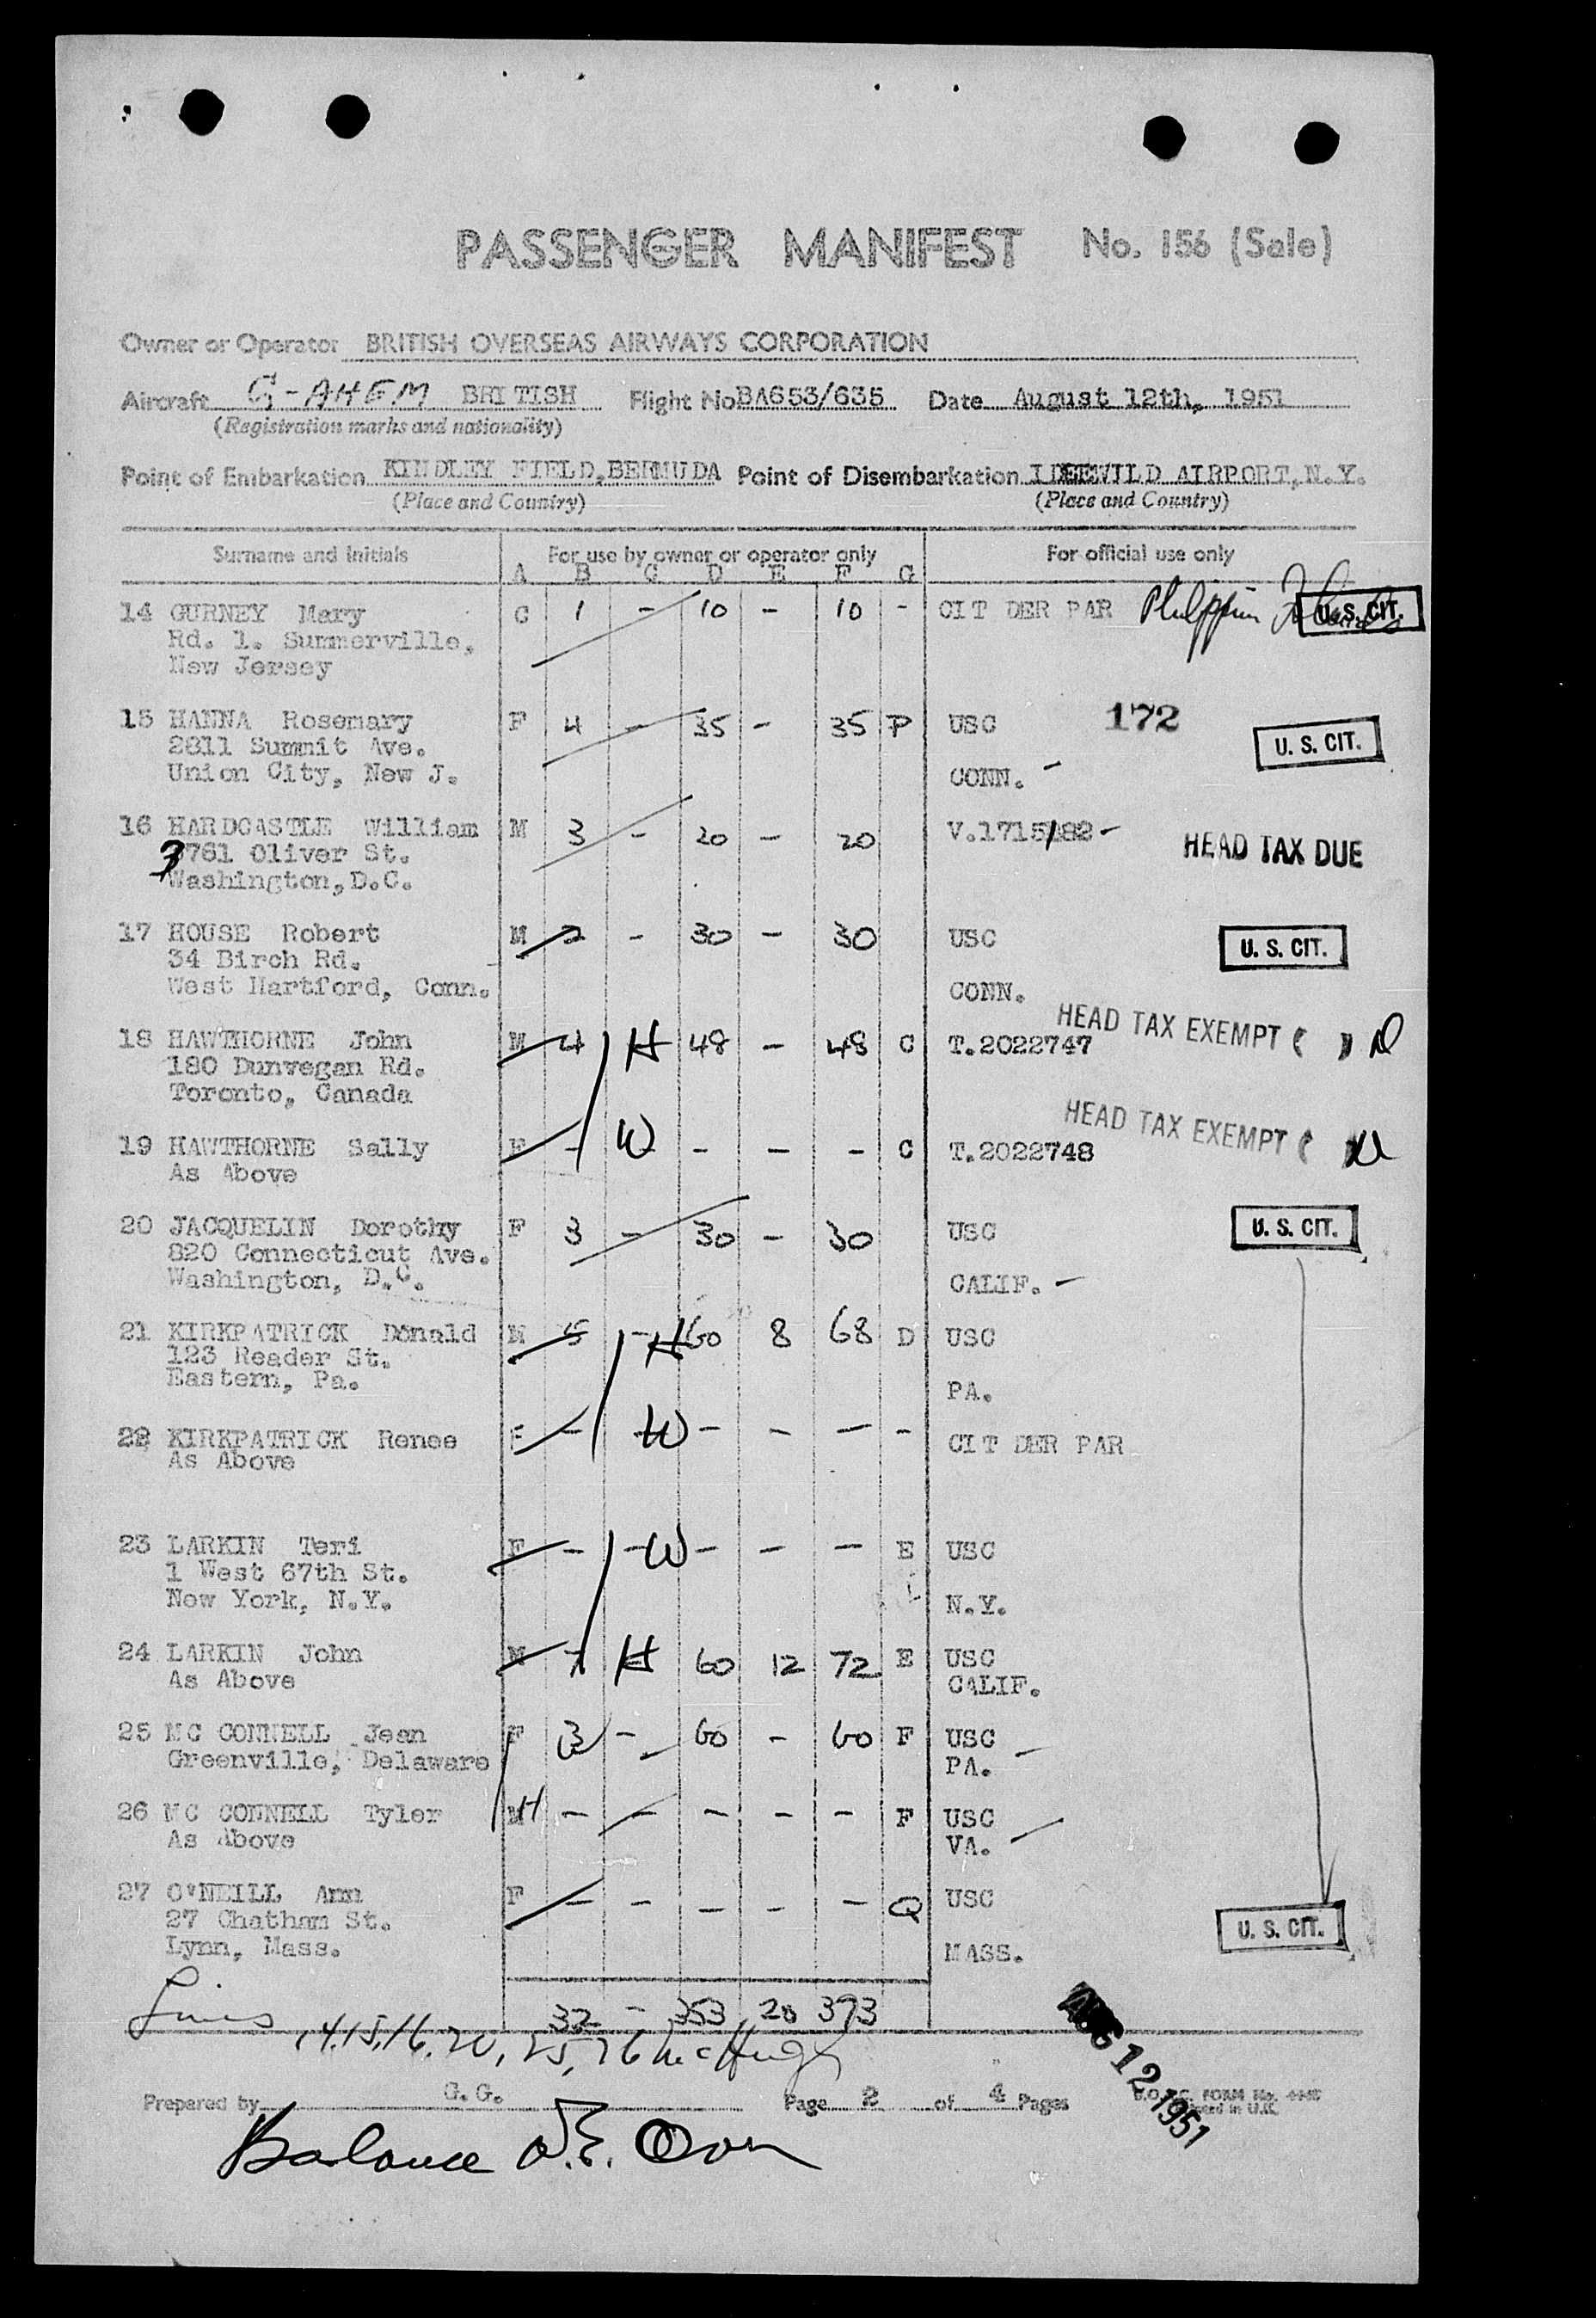 PASSENGER MANIFEST No. 156 (Sale)
Owner or Operator BRITISH OVERSEAS AIRWAYS CORPORATION
Aircraft G-AHEM BRITISH Flight No BA653/635 Date August 12th, 1951
(Registration marks and nationality)
Point of Embarkation KINDLEY FIELD, BERMUDA Point of Disembarkation IDLEWILD AIRPORT, N.Y.
(Place and Country) (Place and Country)
Surname and Initials For use by owner or operator only For official use only
A B C D E F G
14 GURNEY Mary C 1 - 10 - 10 - CIT DER PAR U.S. CIT.
Rd. 1. Summerville,
New Jersey
15 HANNA Rosemary F 4 - 35 - 35 P USC 172
2811 Summit Ave. U. S. CIT.
Union City, New J. CONN. -
16 HARDCASTLE William M 3 - 20 - 20 V.1715/182 -
3761 Oliver St. HEAD TAX DUE
Washington, D.C.
17 HOUSE Robert M 2 - 30 - 30 USC U. S. CIT.
34 Birch Rd.
West Hartford, Conn. CONN.
18 HAWTHORNE John M 4 H 48 - 48 C T.2022747 HEAD TAX EXEMPT ( )
180 Dunvegan Rd.
Toronto, Canada
19 HAWTHORNE Sally F - W - - - C T.2022748 HEAD TAX EXEMPT (
As Above
20 JACQUELIN Dorothy F 3 - 30 - 30 USC U. S. CIT.
820 Connecticut Ave.
Washington, D.C. CALIF. -
21 KIRKPATRICK Donald M 5 - H 60 8 68 D USC
123 Reader St.
Eastern, Pa. PA.
22 KIRKPATRICK Renee F - W - - - - CIT DER PAR
As Above
23 LARKIN Teri F - W - - - E USC
1 West 67th St.
New York, N.Y. N.Y.
24 LARKIN John M 7 H 60 12 72 E USC
As Above CALIF.
25 MC CONNELL Jean F 3 - 60 - 60 F USC
Greenville, Delaware PA. -
26 MC CONNELL Tyler M H - - - - - F USC
As Above VA.
27 O'NEILL Ann F - - - - - Q USC
27 Chatham St. U. S. CIT.
Lynn, Mass. MASS.
32 - 353 20 373
Lines 14.15.16.20, 25, 26 McHugh
Prepared by G. G. Page 2 of 4 Pages
AUG 12 1951
Balance